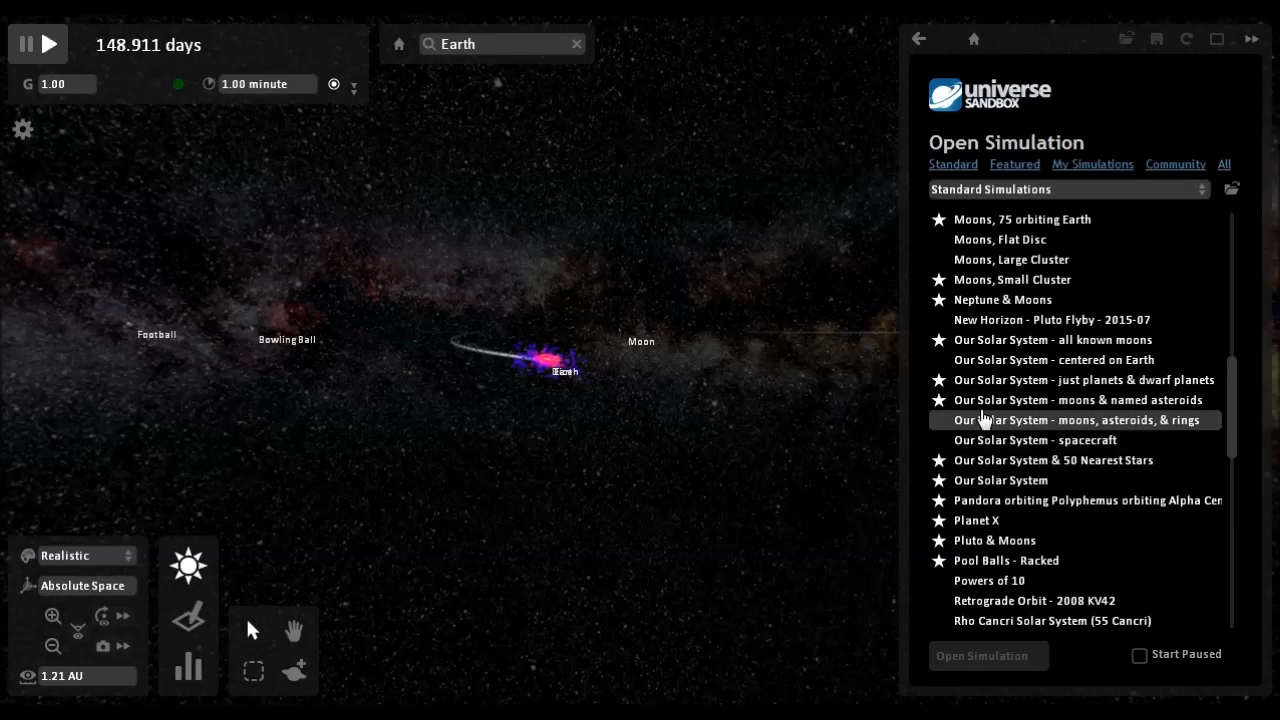 148.911 days
G 1.00
1.00 minute
Earth
universe
SANDBOX
Open Simulation
Standard Featured My Simulations Community All
Standard Simulations
Moons, 75 orbiting Earth
Moons, Flat Disc
Moons, Large Cluster
Moons, Small Cluster
Neptune & Moons
New Horizon - Pluto Flyby - 2015-07
Our Solar System - all known moons
Our Solar System - centered on Earth
Our Solar System - just planets & dwarf planets
Our Solar System - moons & named asteroids
Our Solar System - moons, asteroids, & rings
Our Solar System - spacecraft
Our Solar System & 50 Nearest Stars
Our Solar System
Pandora orbiting Polyphemus orbiting Alpha Cen
Planet X
Pluto & Moons
Pool Balls - Racked
Powers of 10
Retrograde Orbit - 2008 KV42
Rho Cancri Solar System (55 Cancri)
Open Simulation
Start Paused
Football
Bowling Ball
Moon
Earth
Realistic
Absolute Space
1.21 AU